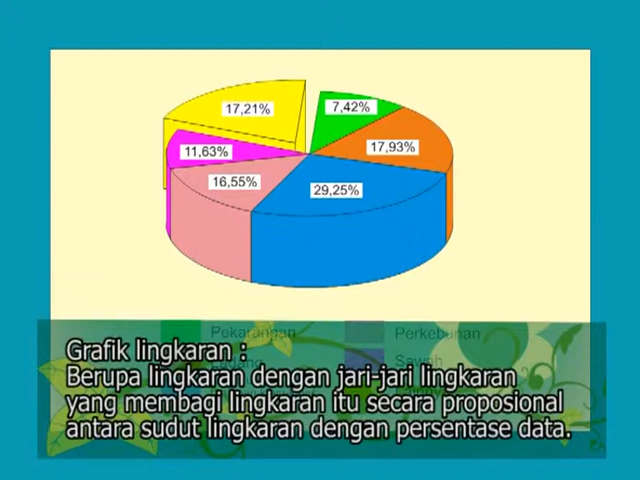 17,21%
7,42%
11,63%
17,93%
16,55%
29,25%
Pekarangan
Perkebunan
Ladang
Sawah
Grafik lingkaran :
Berupa lingkaran dengan jari-jari lingkaran
yang membagi lingkaran itu secara proposional
antara sudut lingkaran dengan persentase data.